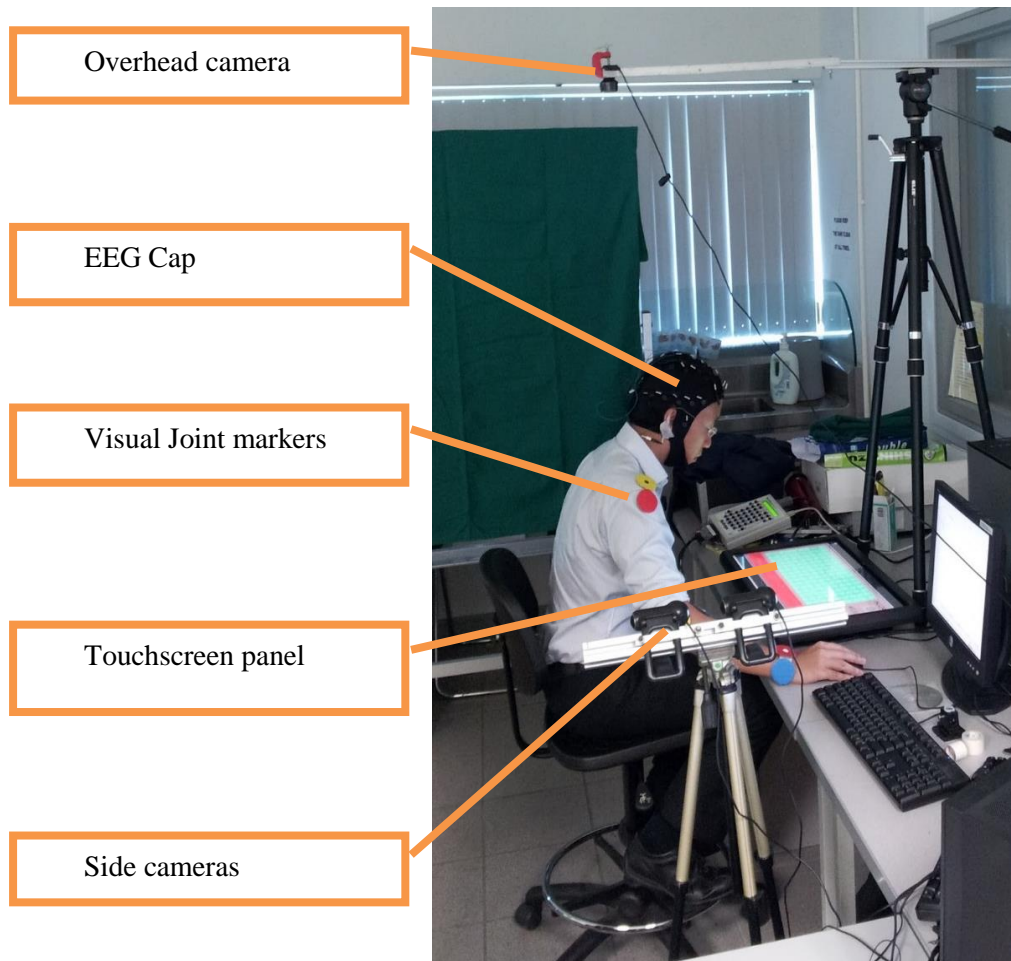 Overhead camera
EEG Cap
Visual Joint markers
Touchscreen panel
Side cameras